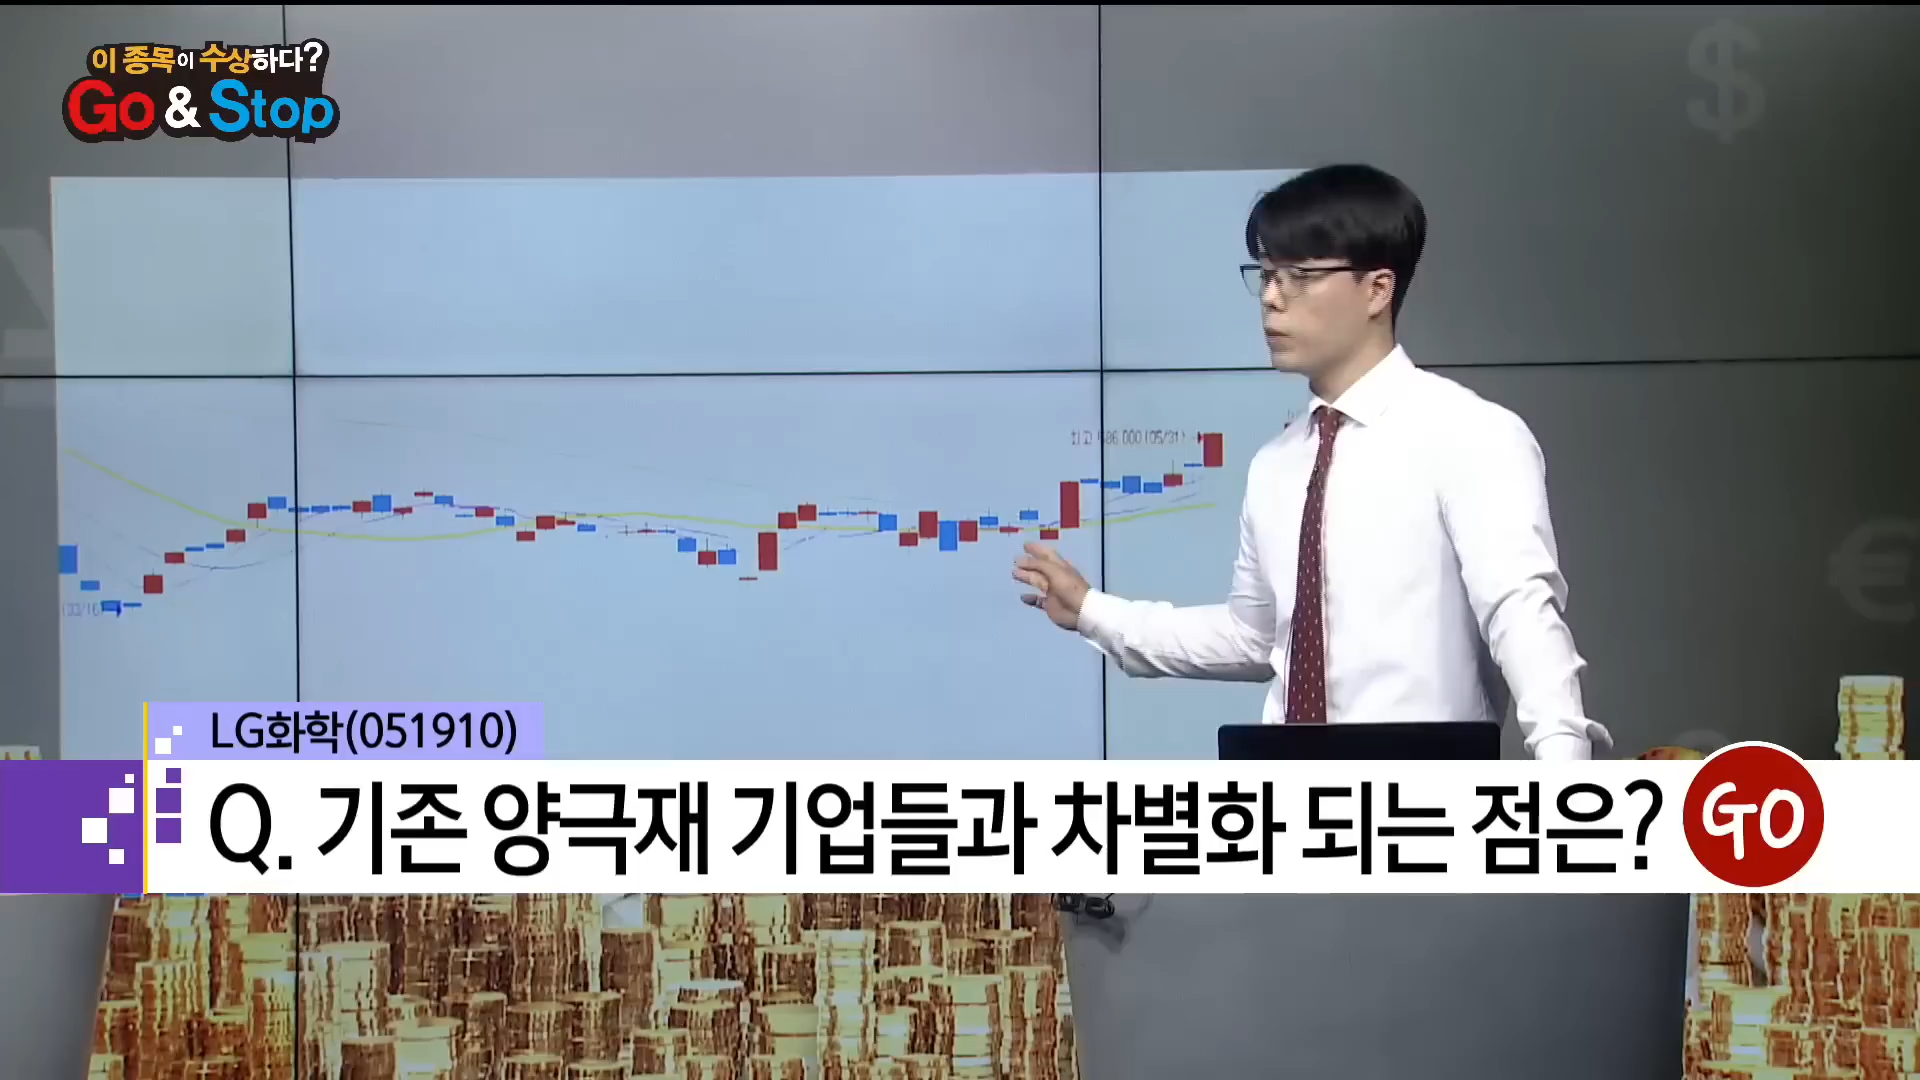 이 종목이 수상하다?
Go & Stop
LG화학(051910)
Q. 기존 양극재 기업들과 차별화 되는 점은?
GO